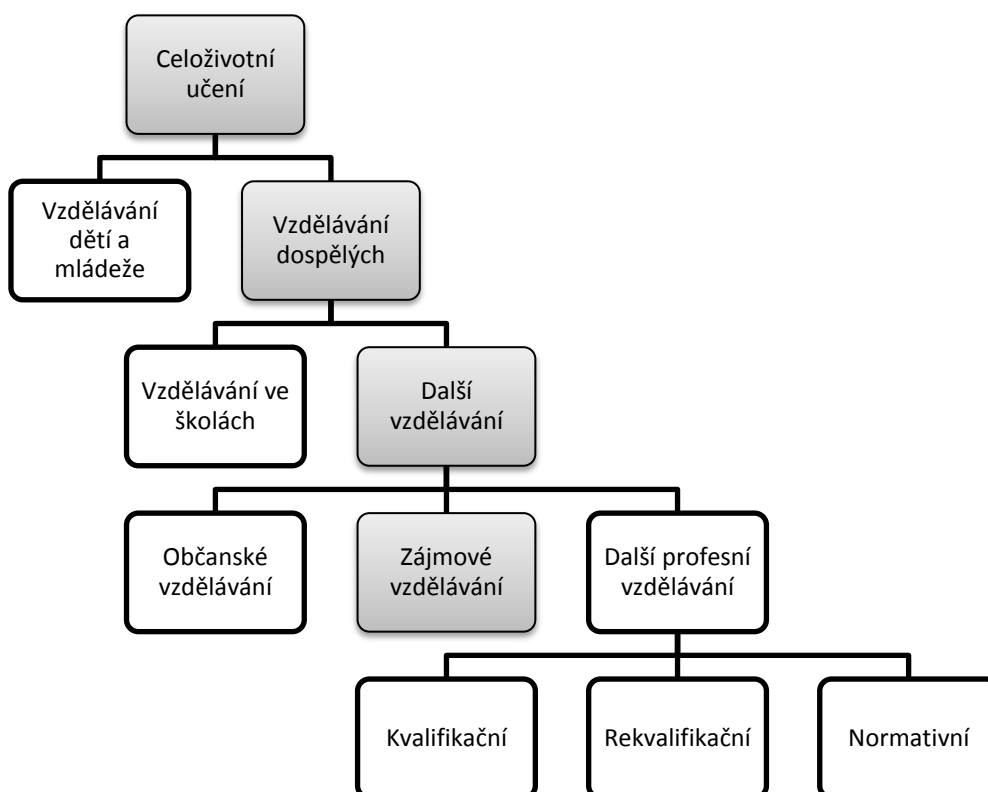 Celoživotní
učení
Vzdělávání
dětí a
mládeže
Vzdělávání
dospělých
Vzdělávání ve
školách
Další
vzdělávání
Občanské
vzdělávání
Zájmové
vzdělávání
Další profesní
vzdělávání
Kvalifikační
Rekvalifikační
Normativní